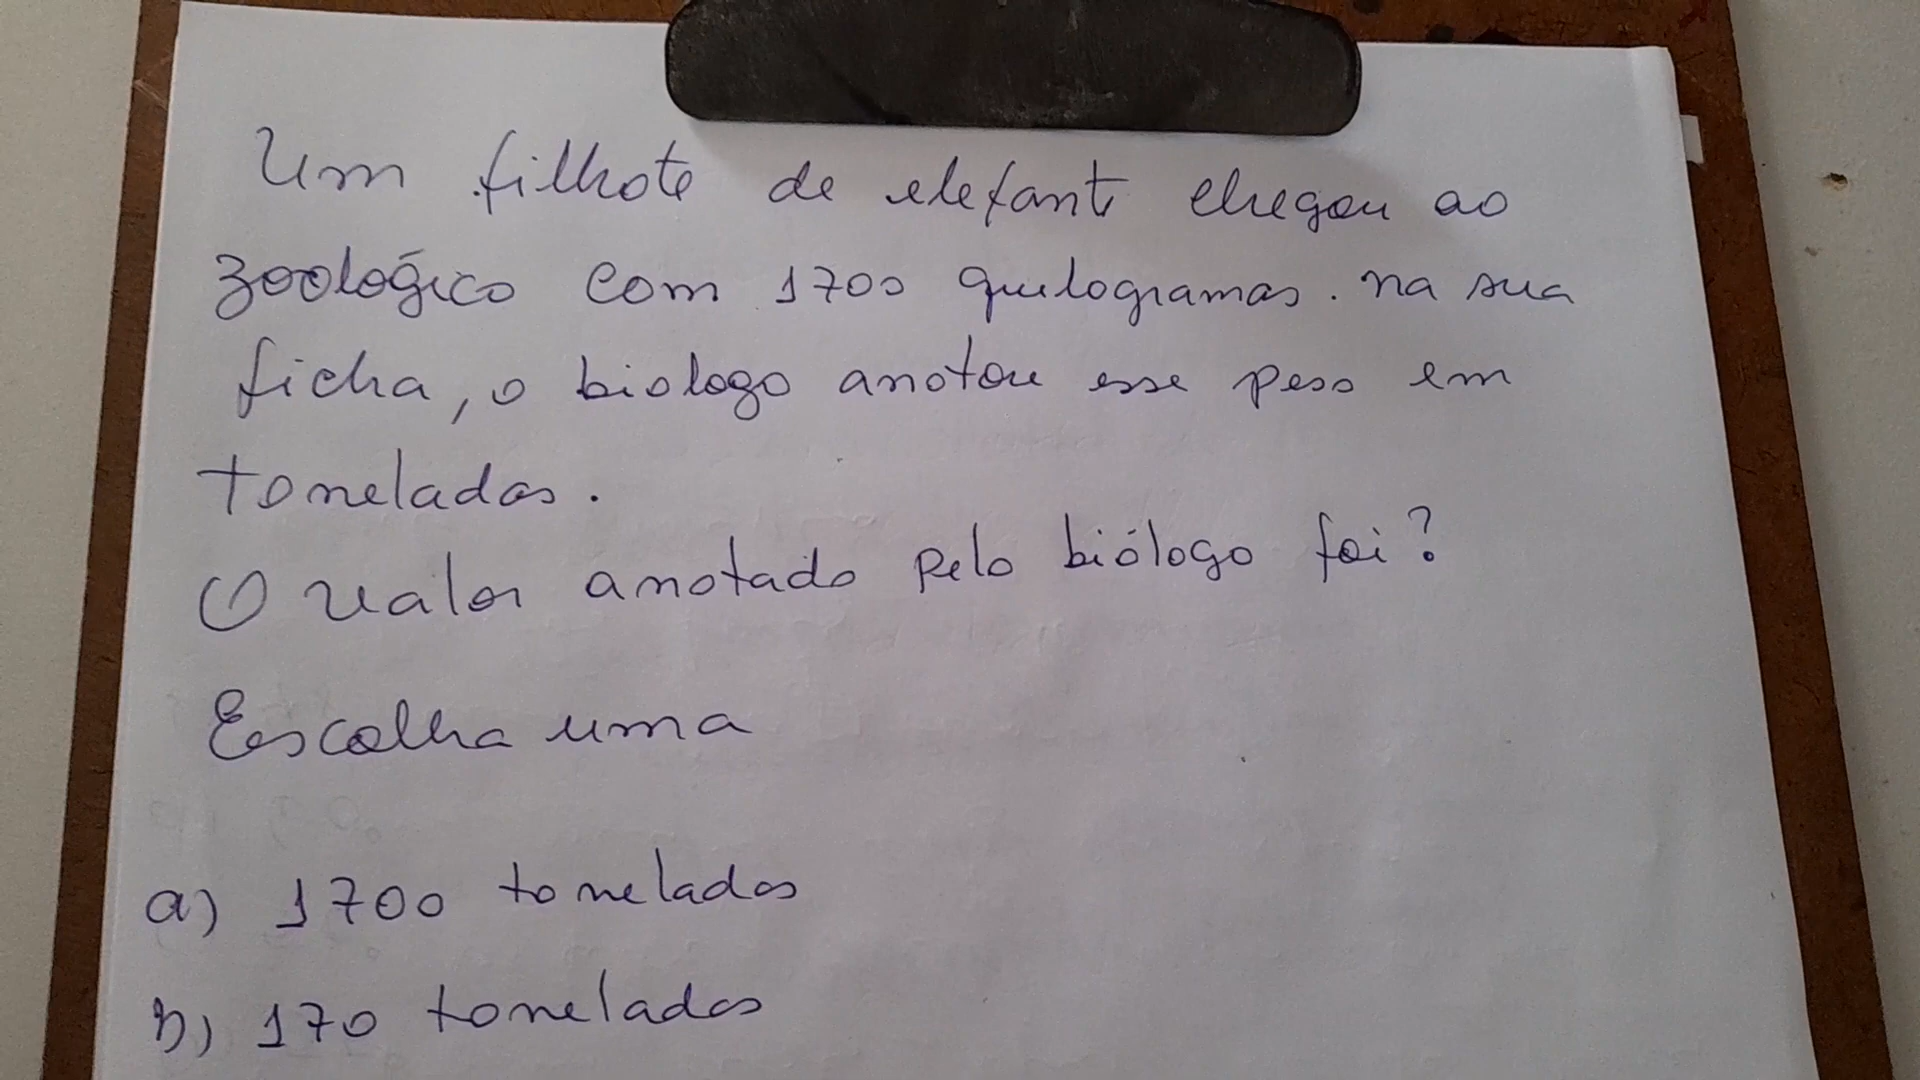 Um filhote de elefante chegou ao
zoológico com 1700 quilogramas. na sua
ficha, o biologo anotou esse peso em
toneladas.
O valor anotado pelo biólogo foi?
Escolha uma
a) 1700 toneladas
b) 170 toneladas